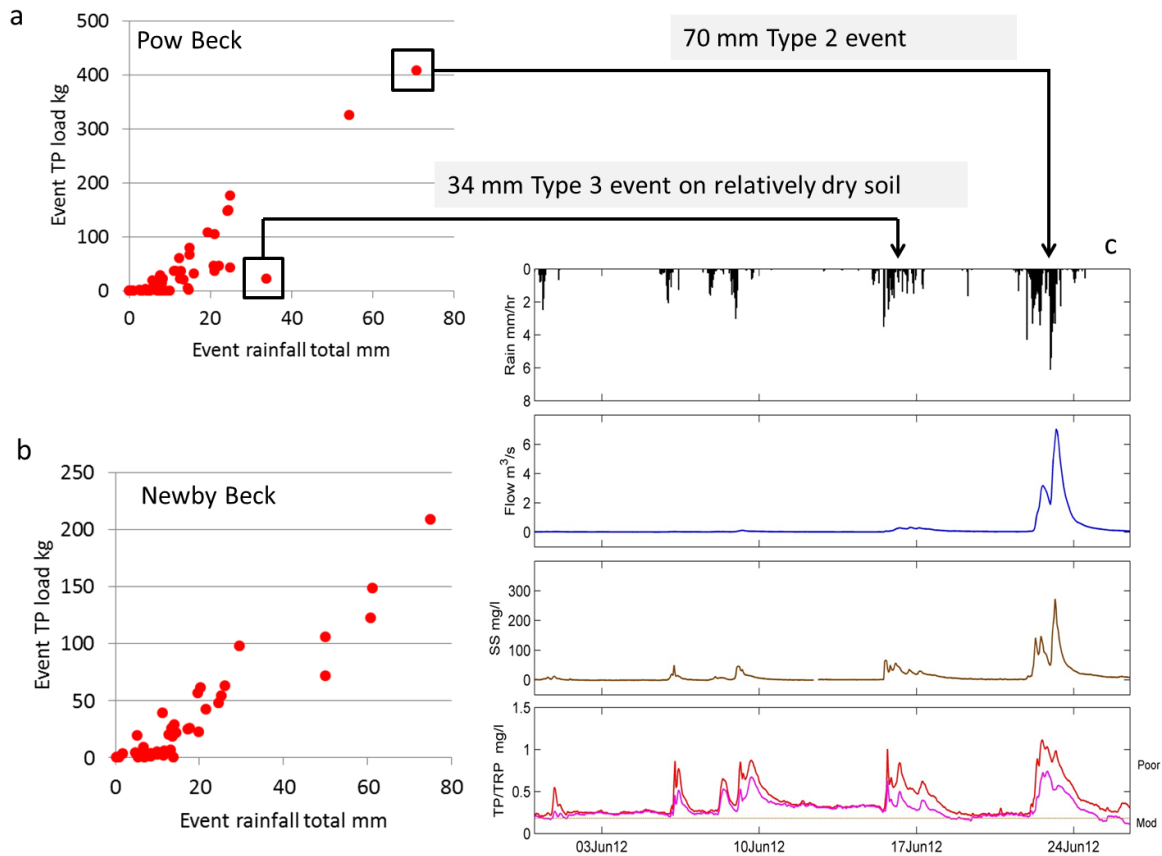 a
Pow Beck
Event TP load kg
500
400
300
200
100
0
0 20 40 60 80
Event rainfall total mm
70 mm Type 2 event
34 mm Type 3 event on relatively dry soil
b
Newby Beck
Event TP load kg
250
200
150
100
50
0
0 20 40 60 80
Event rainfall total mm
c
Rain mm/hr
0
2
4
6
8
Flow m³/s
6
4
2
0
SS mg/l
300
200
100
0
TP/TRP mg/l
1.5
1
0.5
0
Poor
Mod
03Jun12 10Jun12 17Jun12 24Jun12